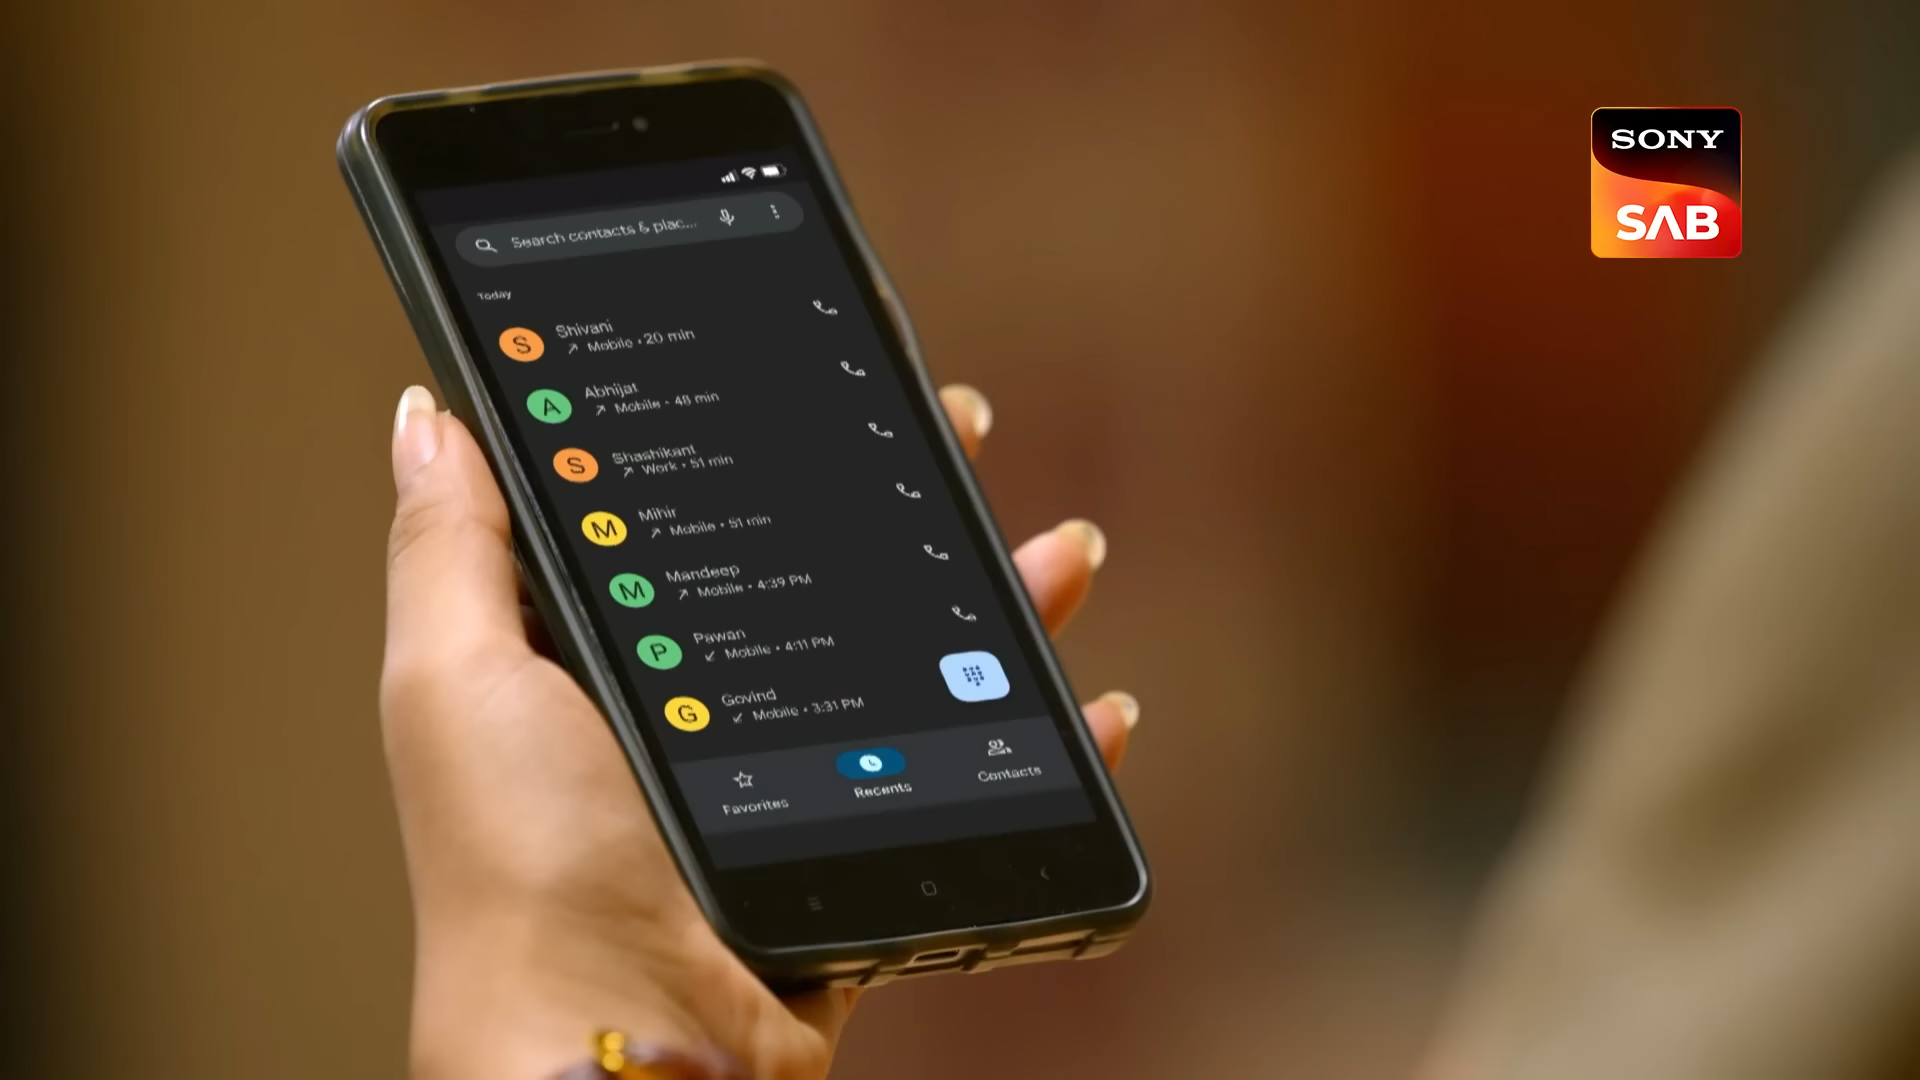 SONY
SAB
Search contacts & plac...
Today
S
Shivani
↗ Mobile • 20 min
A
Abhijat
↗ Mobile • 48 min
S
Shashikant
↗ Work • 51 min
M
Mihir
↗ Mobile • 51 min
M
Mandeep
↗ Mobile • 4:39 PM
P
Pawan
↙ Mobile • 4:11 PM
G
Govind
↙ Mobile • 3:31 PM
Favorites
Recents
Contacts